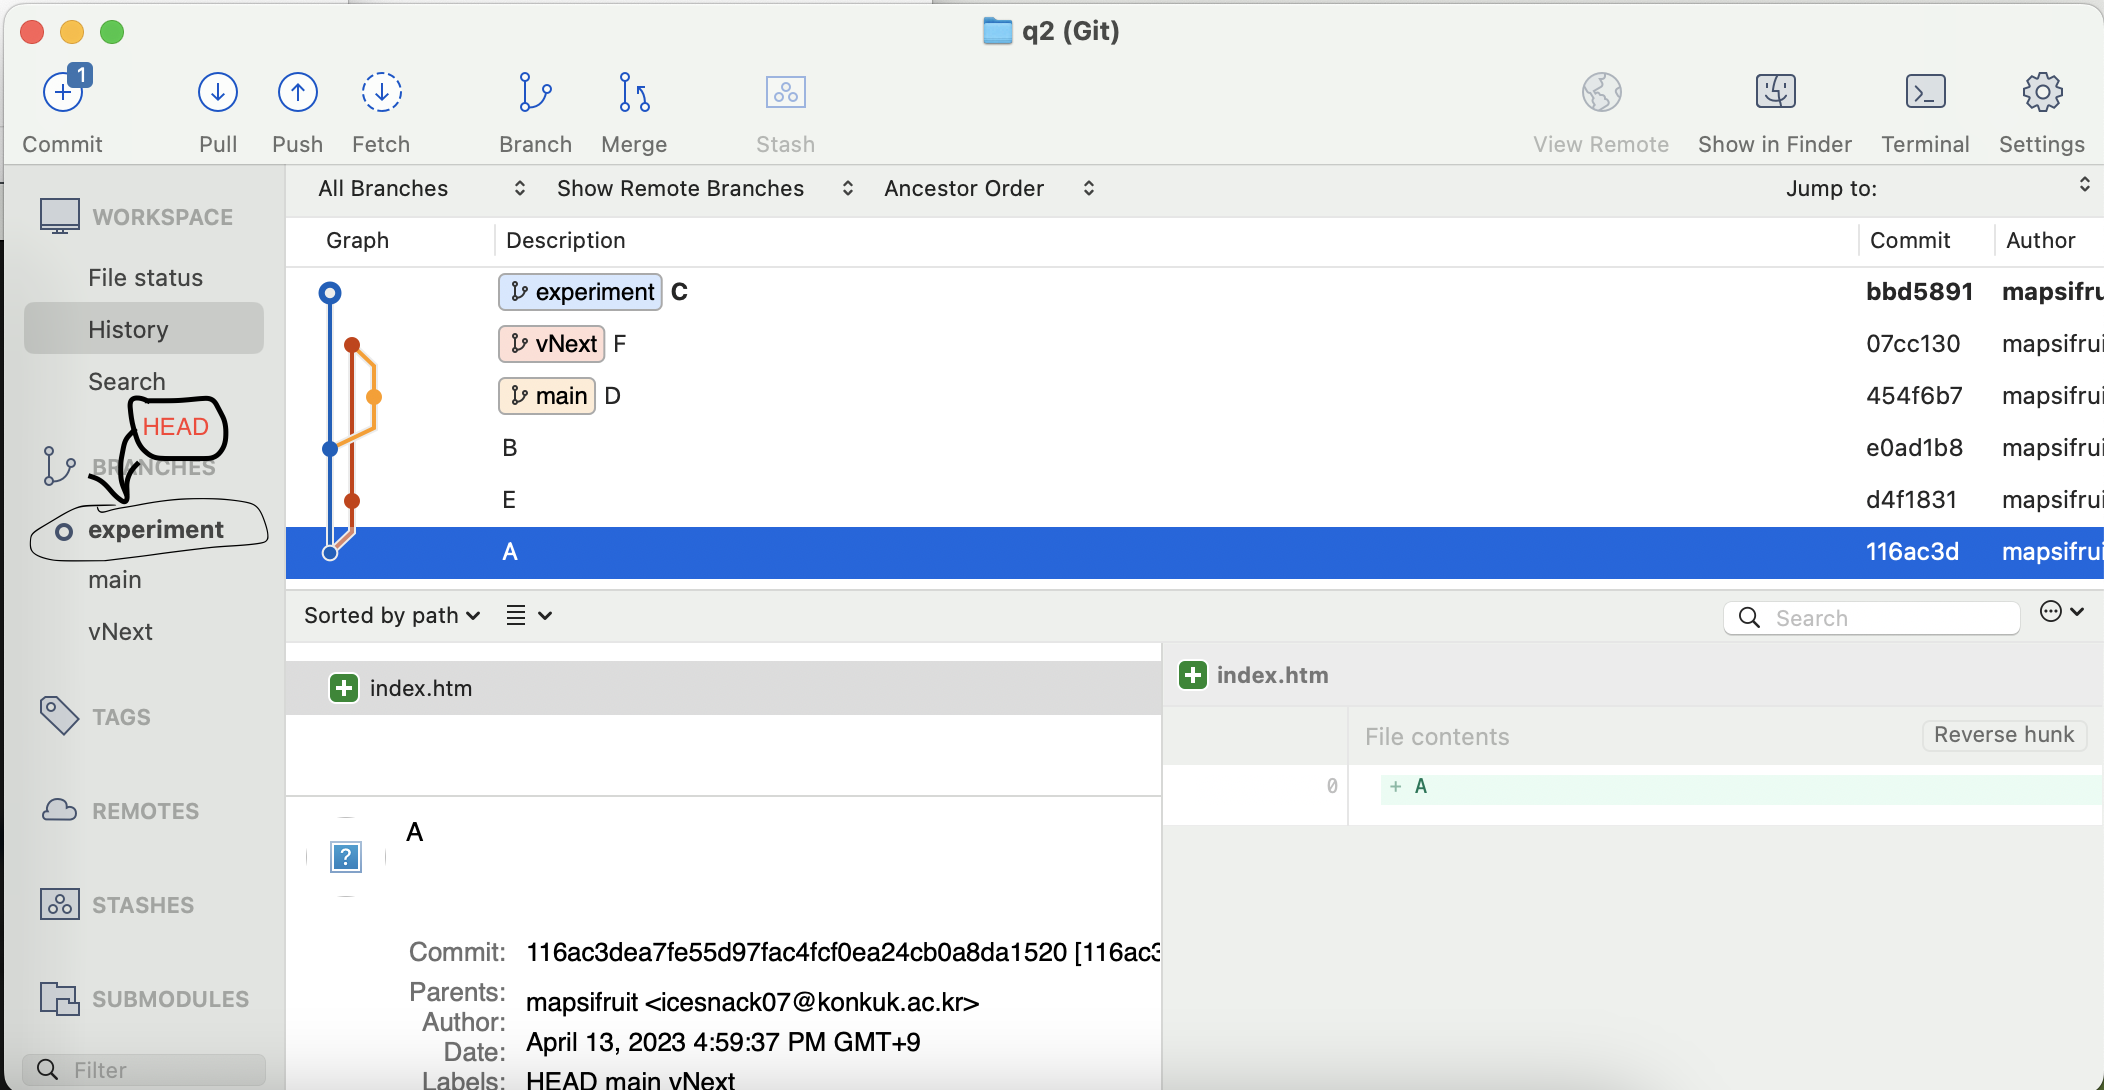 q2 (Git)
1
Commit Pull Push Fetch Branch Merge Stash View Remote Show in Finder Terminal Settings
All Branches Show Remote Branches Ancestor Order Jump to:
WORKSPACE
File status
History
Search
HEAD
BRANCHES
experiment
main
vNext
TAGS
REMOTES
STASHES
SUBMODULES
Filter
Graph Description Commit Author
experiment C bbd5891 mapsifru
vNext F 07cc130 mapsifrui
main D 454f6b7 mapsifrui
B e0ad1b8 mapsifrui
E d4f1831 mapsifrui
A 116ac3d mapsifrui
Sorted by path Search
index.htm
A
Commit: 116ac3dea7fe55d97fac4fcf0ea24cb0a8da1520 [116ac3
Parents:
Author: mapsifruit <icesnack07@konkuk.ac.kr>
Date: April 13, 2023 4:59:37 PM GMT+9
Labels: HEAD main vNext
index.htm
File contents Reverse hunk
0 + A